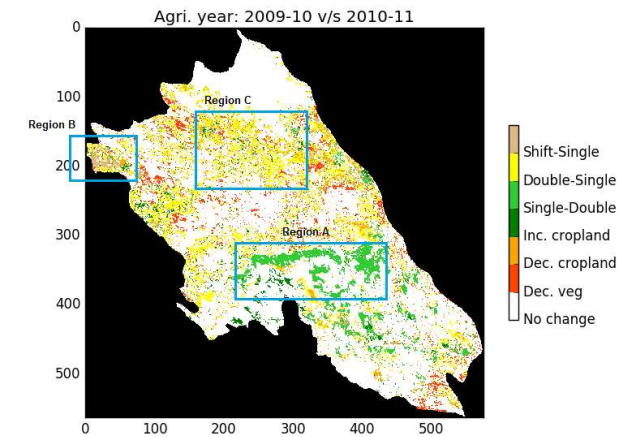 Agri. year: 2009-10 v/s 2010-11
0
100
200
300
400
500
Region C
Region B
Region A
Shift-Single
Double-Single
Single-Double
Inc. cropland
Dec. cropland
Dec. veg
No change
0 100 200 300 400 500